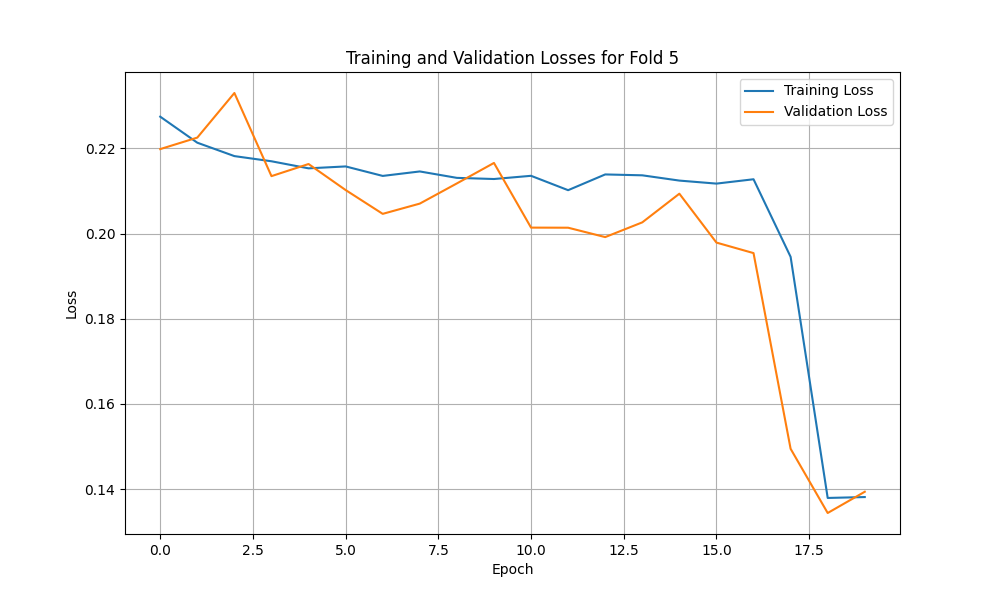 Training and Validation Losses for Fold 5
Training Loss
Validation Loss
0.22
0.20
0.18
0.16
0.14
Loss
0.0 2.5 5.0 7.5 10.0 12.5 15.0 17.5
Epoch